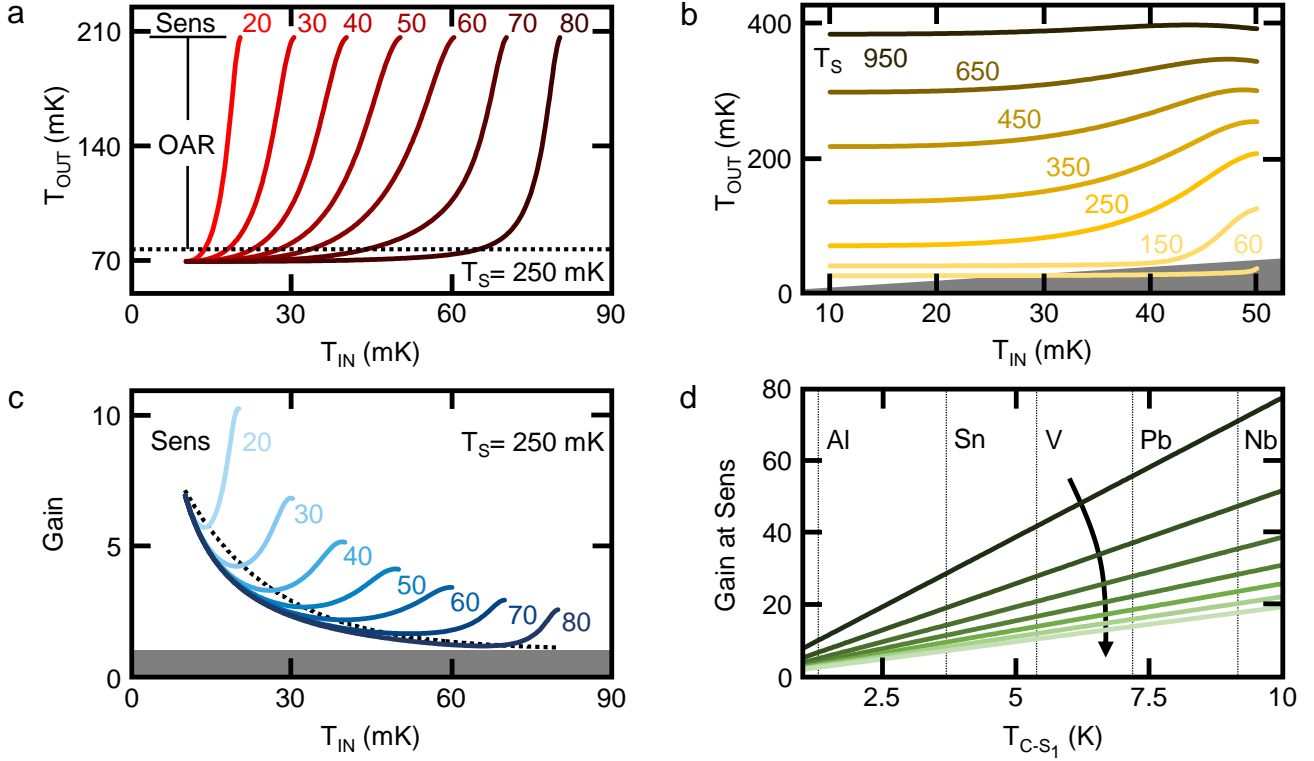 a
Sens 20 30 40 50 60 70 80
210
140
70
OAR
T_OUT (mK)
T_S= 250 mK
30 60 90
T_IN (mK)
b
400
200
0
T_OUT (mK)
T_S 950
650
450
350
250
150 60
10 20 30 40 50
T_IN (mK)
c
10
5
0
Gain
Sens
T_S= 250 mK
20
30
40
50
60
70
80
0 30 60 90
T_IN (mK)
d
80
60
40
20
0
Gain at Sens
Al Sn V Pb Nb
2.5 5 7.5 10
T_C-S_1 (K)